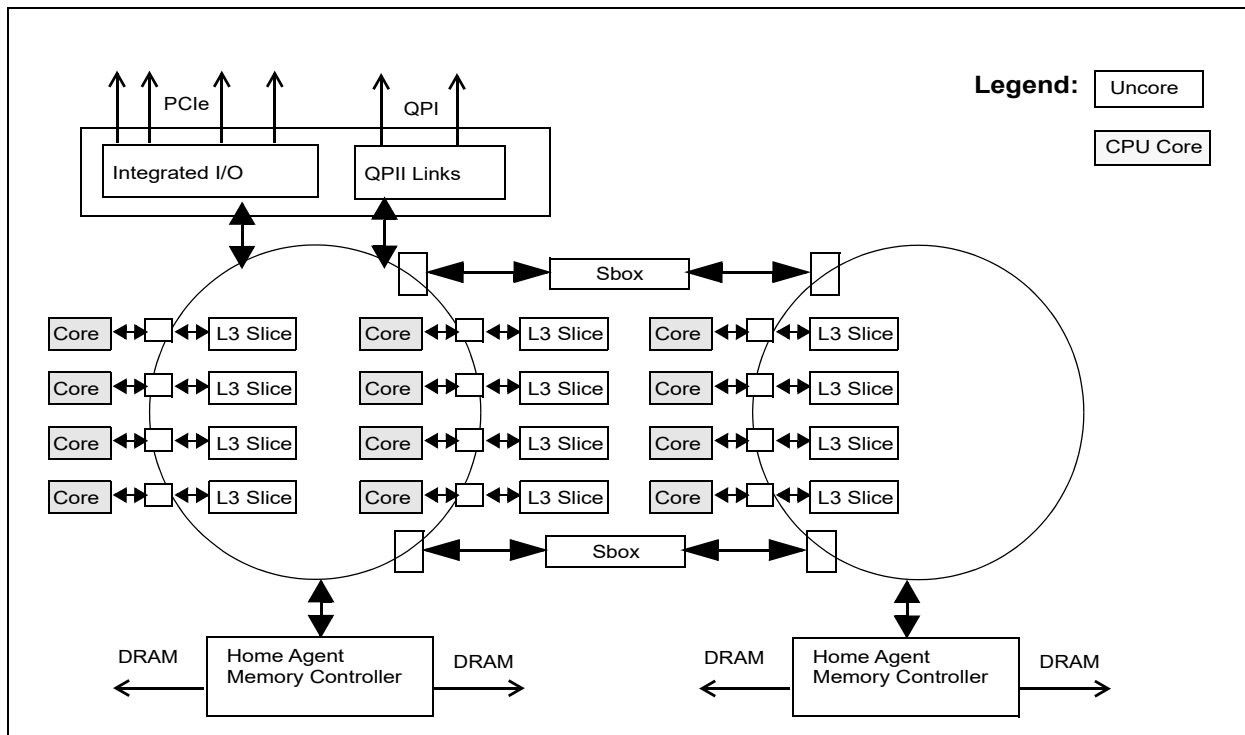 Legend:
Uncore
CPU Core
PCIe
QPI
Integrated I/O
QPII Links
Sbox
Core
L3 Slice
Core
L3 Slice
Core
L3 Slice
Core
L3 Slice
Core
L3 Slice
Core
L3 Slice
Core
L3 Slice
Core
L3 Slice
Core
L3 Slice
Core
L3 Slice
Core
L3 Slice
Core
L3 Slice
Sbox
DRAM
Home Agent
Memory Controller
DRAM
DRAM
Home Agent
Memory Controller
DRAM